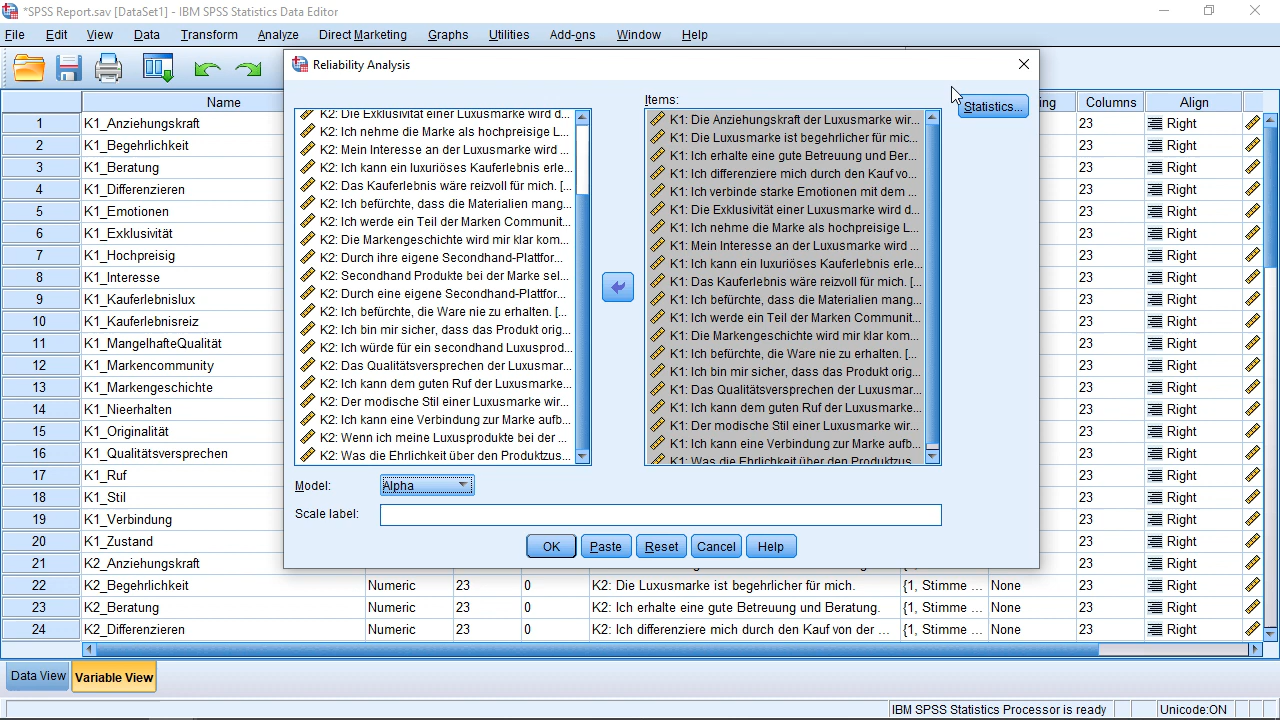 *SPSS Report.sav [DataSet1] - IBM SPSS Statistics Data Editor
File Edit View Data Transform Analyze Direct Marketing Graphs Utilities Add-ons Window Help
Reliability Analysis
Items:
Statistics...
K2: Die Exklusivität einer Luxusmarke wird d...
K2: Ich nehme die Marke als hochpreisige L...
K2: Mein Interesse an der Luxusmarke wird ...
K2: Ich kann ein luxuriöses Kauferlebnis erle...
K2: Das Kauferlebnis wäre reizvoll für mich. [...
K2: Ich befürchte, dass die Materialien mang...
K2: Ich werde ein Teil der Marken Communit...
K2: Die Markengeschichte wird mir klar kom...
K2: Durch ihre eigene Secondhand-Plattfor...
K2: Secondhand Produkte bei der Marke sel...
K2: Durch eine eigene Secondhand-Plattfor...
K2: Ich befürchte, die Ware nie zu erhalten. [...
K2: Ich bin mir sicher, dass das Produkt orig...
K2: Ich würde für ein secondhand Luxusprod...
K2: Das Qualitätsversprechen der Luxusmar...
K2: Ich kann dem guten Ruf der Luxusmarke...
K2: Der modische Stil einer Luxusmarke wir...
K2: Ich kann eine Verbindung zur Marke aufb...
K2: Wenn ich meine Luxusprodukte bei der ...
K2: Was die Ehrlichkeit über den Produktzus...
K1: Die Anziehungskraft der Luxusmarke wir...
K1: Die Luxusmarke ist begehrlicher für mic...
K1: Ich erhalte eine gute Betreuung und Ber...
K1: Ich differenziere mich durch den Kauf vo...
K1: Ich verbinde starke Emotionen mit dem ...
K1: Die Exklusivität einer Luxusmarke wird d...
K1: Ich nehme die Marke als hochpreisige L...
K1: Mein Interesse an der Luxusmarke wird ...
K1: Ich kann ein luxuriöses Kauferlebnis erle...
K1: Das Kauferlebnis wäre reizvoll für mich. [...
K1: Ich befürchte, dass die Materialien mang...
K1: Ich werde ein Teil der Marken Communit...
K1: Die Markengeschichte wird mir klar kom...
K1: Ich befürchte, die Ware nie zu erhalten. [...
K1: Ich bin mir sicher, dass das Produkt orig...
K1: Das Qualitätsversprechen der Luxusmar...
K1: Ich kann dem guten Ruf der Luxusmarke...
K1: Der modische Stil einer Luxusmarke wir...
K1: Ich kann eine Verbindung zur Marke aufb...
K1: Was die Ehrlichkeit über den Produktzus...
Model: Alpha
Scale label:
OK Paste Reset Cancel Help
Name ing Columns Align
1 K1_Anziehungskraft 23 Right
2 K1_Begehrlichkeit 23 Right
3 K1_Beratung 23 Right
4 K1_Differenzieren 23 Right
5 K1_Emotionen 23 Right
6 K1_Exklusivität 23 Right
7 K1_Hochpreisig 23 Right
8 K1_Interesse 23 Right
9 K1_Kauferlebnislux 23 Right
10 K1_Kauferlebnisreiz 23 Right
11 K1_MangelhafteQualität 23 Right
12 K1_Markencommunity 23 Right
13 K1_Markengeschichte 23 Right
14 K1_Nieerhalten 23 Right
15 K1_Originalität 23 Right
16 K1_Qualitätsversprechen 23 Right
17 K1_Ruf 23 Right
18 K1_Stil 23 Right
19 K1_Verbindung 23 Right
20 K1_Zustand 23 Right
21 K2_Anziehungskraft 23 Right
22 K2_Begehrlichkeit Numeric 23 0 K2: Die Luxusmarke ist begehrlicher für mich. {1, Stimme ... None 23 Right
23 K2_Beratung Numeric 23 0 K2: Ich erhalte eine gute Betreuung und Beratung. {1, Stimme ... None 23 Right
24 K2_Differenzieren Numeric 23 0 K2: Ich differenziere mich durch den Kauf von der ... {1, Stimme ... None 23 Right
Data View Variable View
IBM SPSS Statistics Processor is ready Unicode:ON